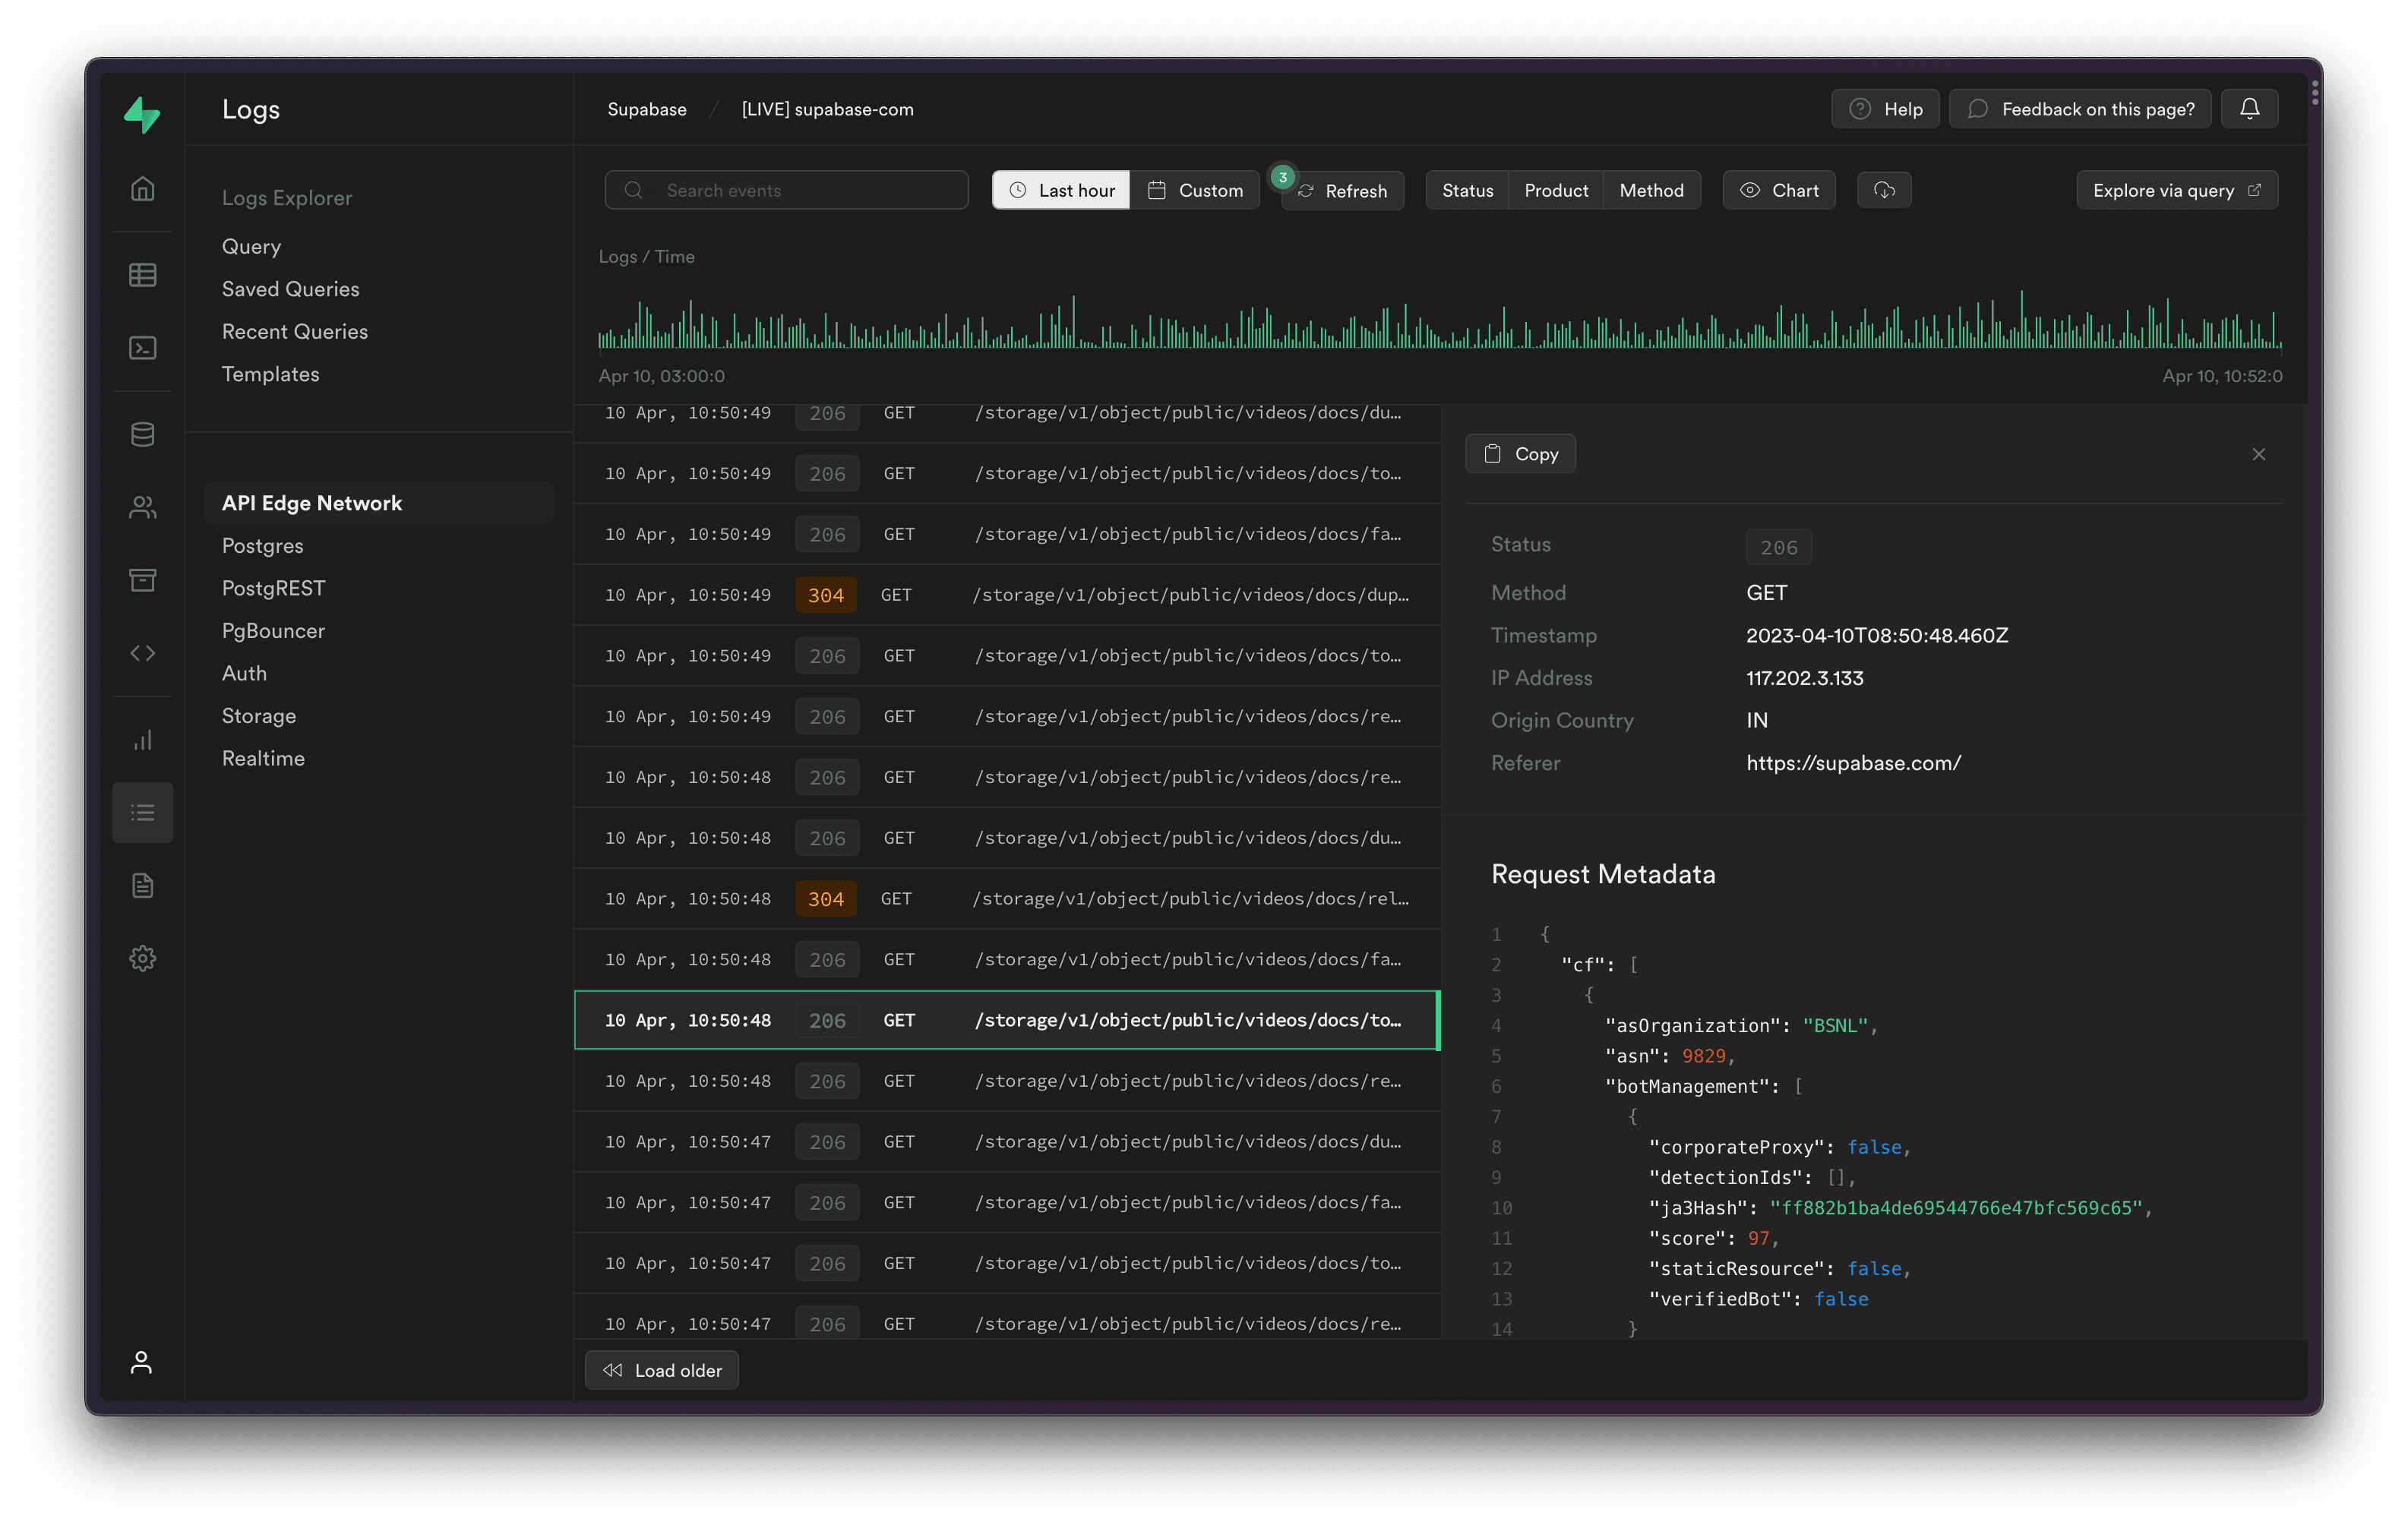 Logs
Supabase / [LIVE] supabase-com
Help
Feedback on this page?
Logs Explorer
Query
Saved Queries
Recent Queries
Templates
API Edge Network
Postgres
PostgREST
PgBouncer
Auth
Storage
Realtime
Search events
Last hour
Custom
3
Refresh
Status
Product
Method
Chart
Explore via query
Logs / Time
Apr 10, 03:00:0
Apr 10, 10:52:0
10 Apr, 10:50:49 206 GET /storage/v1/object/public/videos/docs/du…
10 Apr, 10:50:49 206 GET /storage/v1/object/public/videos/docs/to…
10 Apr, 10:50:49 206 GET /storage/v1/object/public/videos/docs/fa…
10 Apr, 10:50:49 304 GET /storage/v1/object/public/videos/docs/dup…
10 Apr, 10:50:49 206 GET /storage/v1/object/public/videos/docs/to…
10 Apr, 10:50:49 206 GET /storage/v1/object/public/videos/docs/re…
10 Apr, 10:50:48 206 GET /storage/v1/object/public/videos/docs/re…
10 Apr, 10:50:48 206 GET /storage/v1/object/public/videos/docs/du…
10 Apr, 10:50:48 304 GET /storage/v1/object/public/videos/docs/rel…
10 Apr, 10:50:48 206 GET /storage/v1/object/public/videos/docs/fa…
10 Apr, 10:50:48 206 GET /storage/v1/object/public/videos/docs/to…
10 Apr, 10:50:48 206 GET /storage/v1/object/public/videos/docs/re…
10 Apr, 10:50:47 206 GET /storage/v1/object/public/videos/docs/du…
10 Apr, 10:50:47 206 GET /storage/v1/object/public/videos/docs/fa…
10 Apr, 10:50:47 206 GET /storage/v1/object/public/videos/docs/to…
10 Apr, 10:50:47 206 GET /storage/v1/object/public/videos/docs/re…
Load older
Copy
Status 206
Method GET
Timestamp 2023-04-10T08:50:48.460Z
IP Address 117.202.3.133
Origin Country IN
Referer https://supabase.com/
Request Metadata
1 {
2 "cf": [
3 {
4 "asOrganization": "BSNL",
5 "asn": 9829,
6 "botManagement": [
7 {
8 "corporateProxy": false,
9 "detectionIds": [],
10 "ja3Hash": "ff882b1ba4de69544766e47bfc569c65",
11 "score": 97,
12 "staticResource": false,
13 "verifiedBot": false
14 }